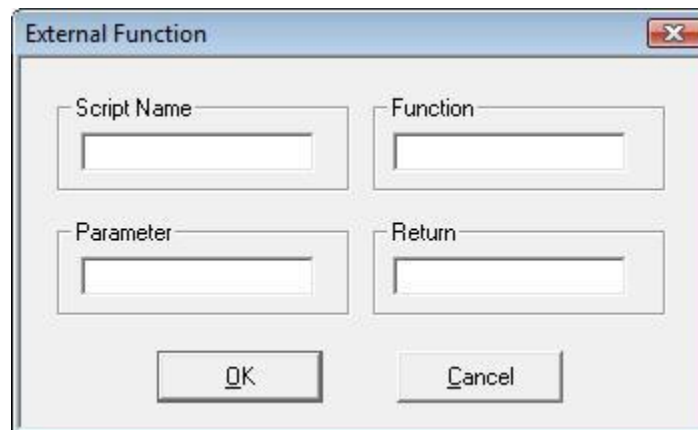 External Function
Script Name
Function
Parameter
Return
OK
Cancel